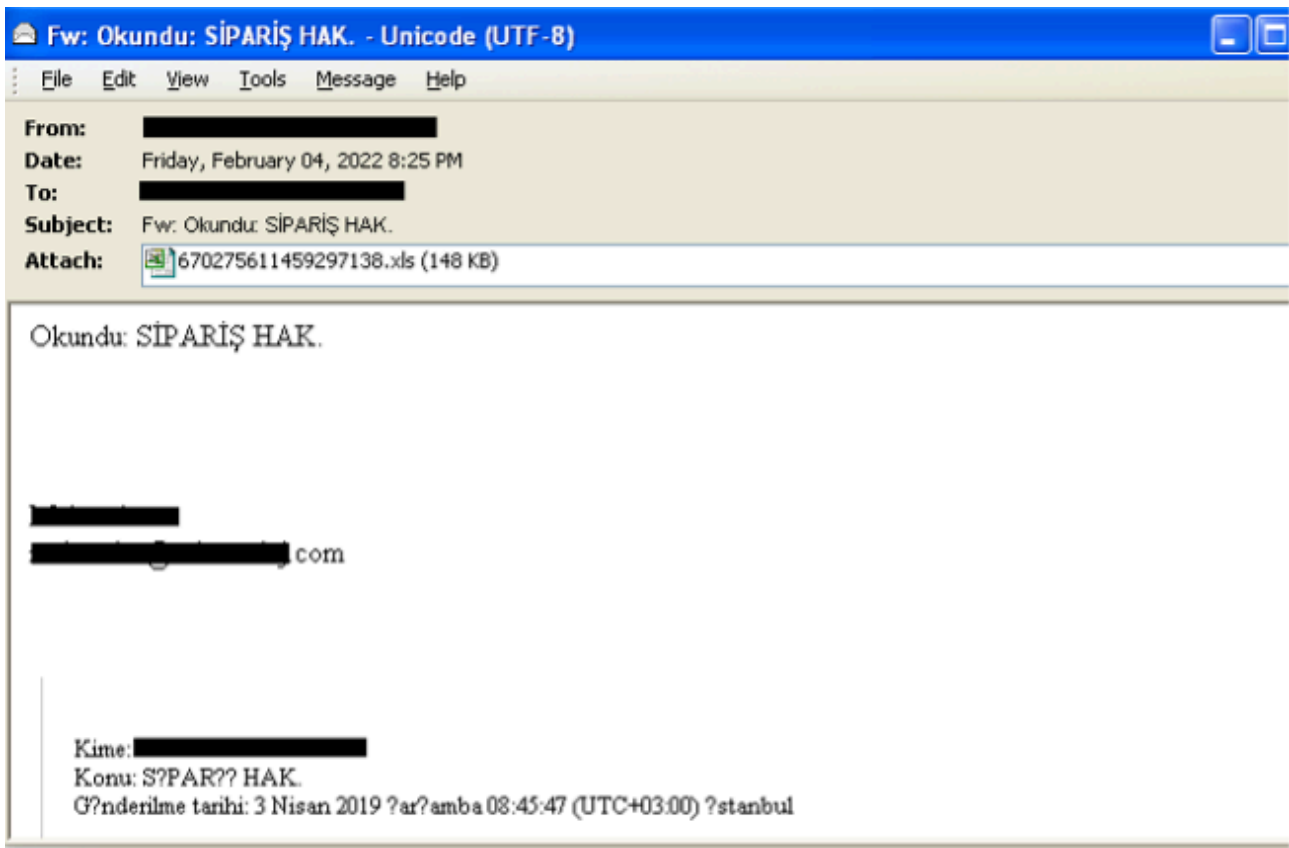 Fw: Okundu: SİPARİŞ HAK. - Unicode (UTF-8)
File Edit View Tools Message Help
From:
Date: Friday, February 04, 2022 8:25 PM
To:
Subject: Fw: Okundu: SİPARİŞ HAK.
Attach: 670275611459297138.xls (148 KB)
Okundu: SİPARİŞ HAK.
.com
Kime:
Konu: S?PAR?? HAK.
G?nderilme tarihi: 3 Nisan 2019 ?ar?amba 08:45:47 (UTC+03:00) ?stanbul